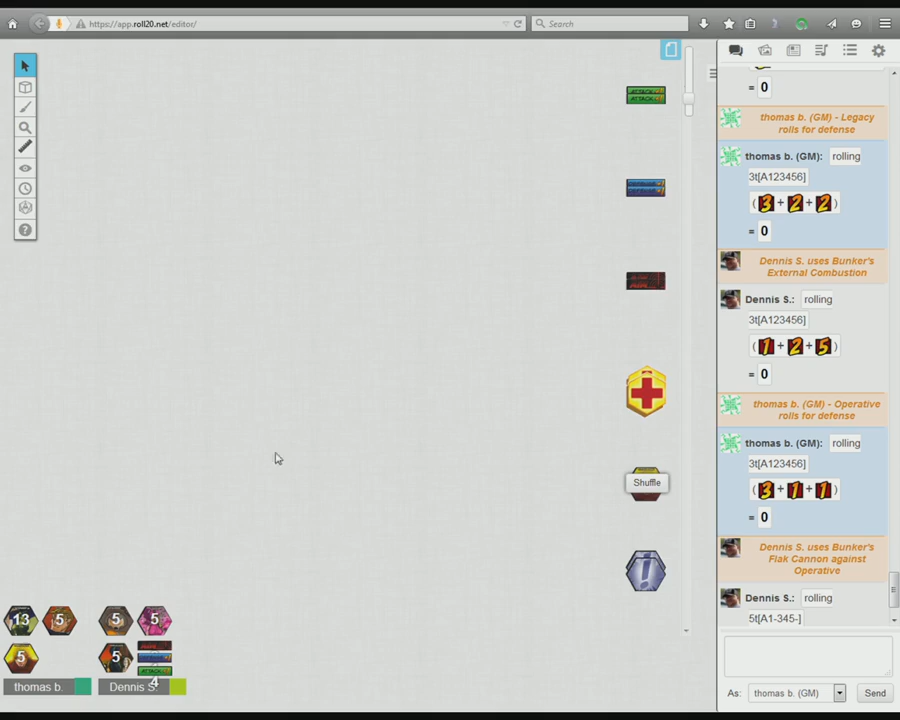 https://app.roll20.net/editor/
Search
ATTACK
ATTACK
Shuffle
13
5
5
5
5
5
4
thomas b.
Dennis S.
= 0
thomas b. (GM) - Legacy
rolls for defense
thomas b. (GM): rolling
3t[A123456]
(3+2+2)
= 0
Dennis S. uses Bunker's
External Combustion
Dennis S.: rolling
3t[A123456]
(1+2+5)
= 0
thomas b. (GM) - Operative
rolls for defense
thomas b. (GM): rolling
3t[A123456]
(3+1+1)
= 0
Dennis S. uses Bunker's
Flak Cannon against
Operative
Dennis S.: rolling
5t[A1-345-]
As: thomas b. (GM) Send